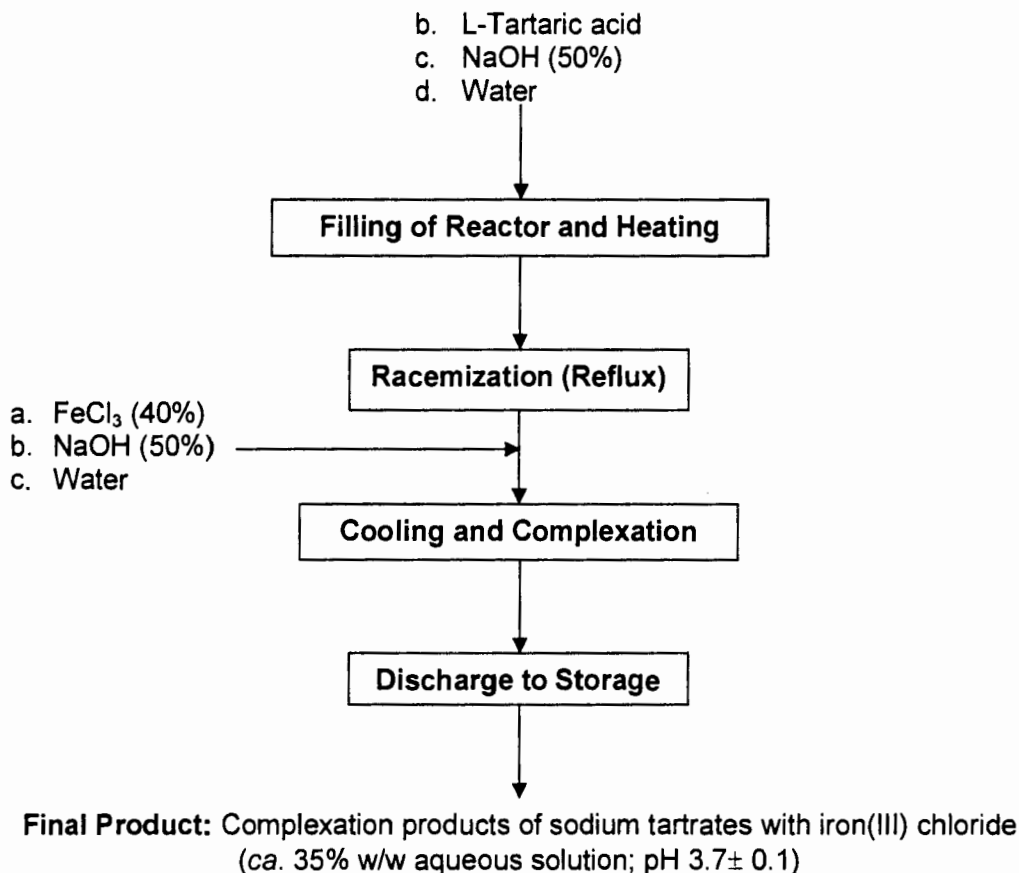 b. L-Tartaric acid
c. NaOH (50%)
d. Water
Filling of Reactor and Heating
Racemization (Reflux)
a. FeCl₃ (40%)
b. NaOH (50%)
c. Water
Cooling and Complexation
Discharge to Storage
Final Product: Complexation products of sodium tartrates with iron(III) chloride
(ca. 35% w/w aqueous solution; pH 3.7± 0.1)